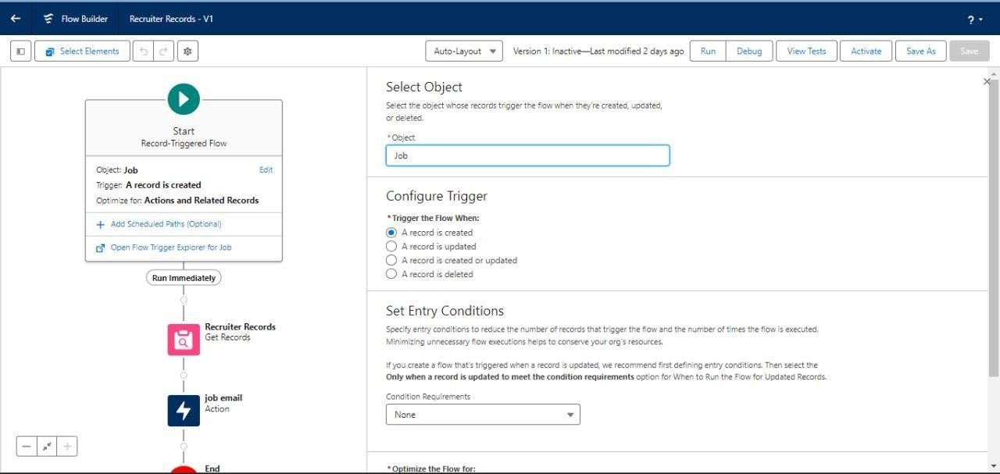 Flow Builder
Recruiter Records - V1
?
Select Elements
Auto-Layout
Version 1: Inactive—Last modified 2 days ago
Run
Debug
View Tests
Activate
Save As
Save
Start
Record-Triggered Flow
Object: Job
Edit
Trigger: A record is created
Optimize for: Actions and Related Records
Add Scheduled Paths (Optional)
Open Flow Trigger Explorer for Job
Run Immediately
Recruiter Records
Get Records
job email
Action
End
Select Object
Select the object whose records trigger the flow when they're created, updated,
or deleted.
* Object
Job
Configure Trigger
* Trigger the Flow When:
A record is created
A record is updated
A record is created or updated
A record is deleted
Set Entry Conditions
Specify entry conditions to reduce the number of records that trigger the flow and the number of times the flow is executed.
Minimizing unnecessary flow executions helps to conserve your org's resources.
If you create a flow that's triggered when a record is updated, we recommend first defining entry conditions. Then select the
Only when a record is updated to meet the condition requirements option for When to Run the Flow for Updated Records.
Condition Requirements
None
* Optimize the Flow for: